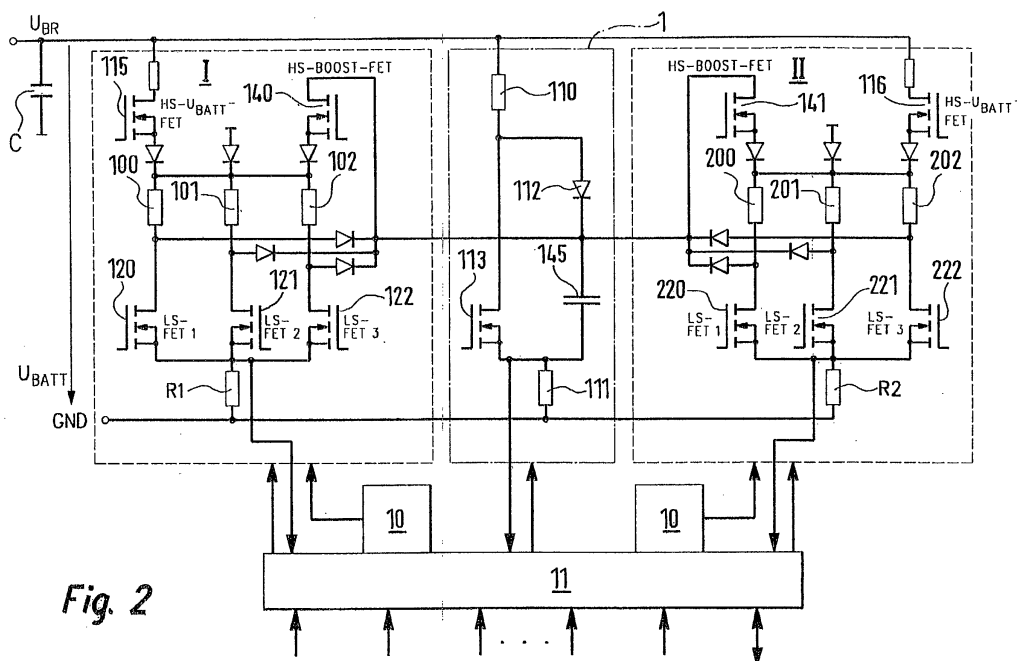 1
U_BR
115
I
HS-BOOST-FET
140
HS-U_BATT-
FET
C
100
101
102
110
112
HS-BOOST-FET
II
141
116
HS-U_BATT-
FET
200
201
202
120
LS-
FET 1
121
LS-
FET 2
122
LS-
FET 3
113
145
220
LS-
FET 1
221
LS-
FET 2
222
LS-
FET 3
U_BATT
R1
111
R2
GND
10
10
11
. . .
Fig. 2